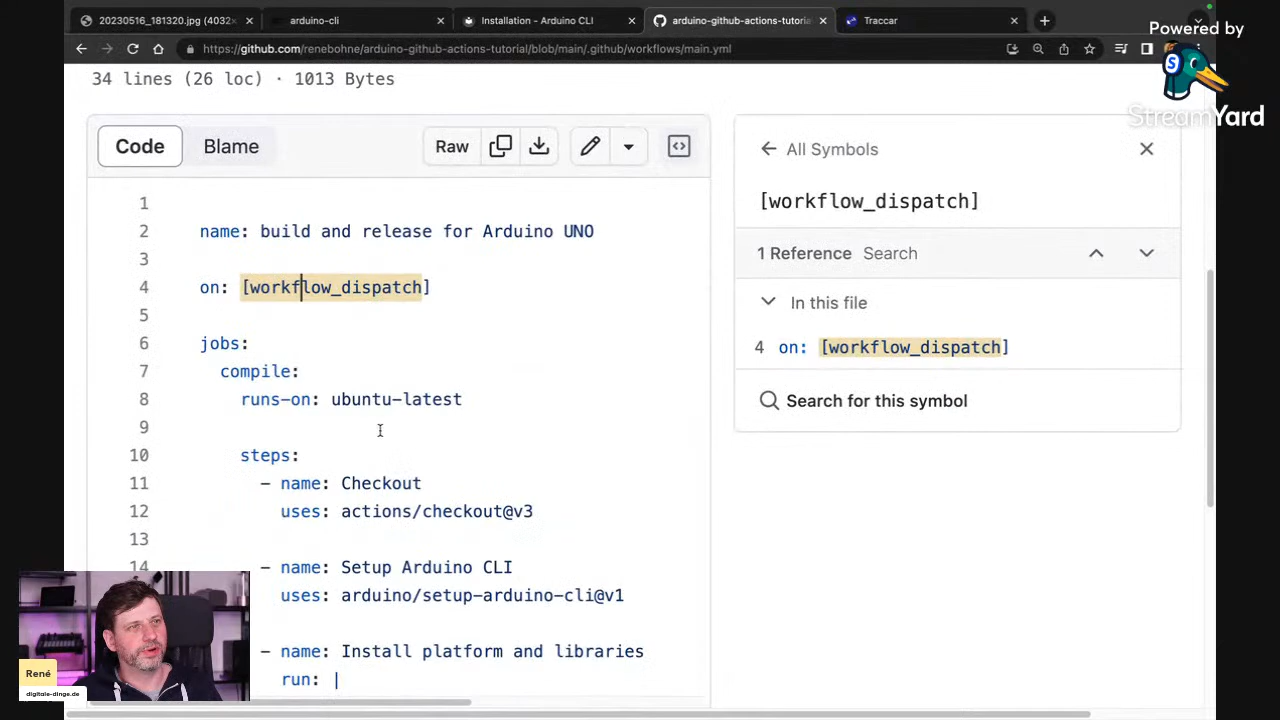 20230516_181320.jpg (4032×
arduino-cli
Installation - Arduino CLI
arduino-github-actions-tutoria
Traccar
https://github.com/renebohne/arduino-github-actions-tutorial/blob/main/.github/workflows/main.yml
Powered by
StreamYard
34 lines (26 loc) · 1013 Bytes
Code
Blame
Raw
All Symbols
[workflow_dispatch]
1 Reference
Search
In this file
4 on: [workflow_dispatch]
Search for this symbol
1
2 name: build and release for Arduino UNO
3
4 on: [workflow_dispatch]
5
6 jobs:
7 compile:
8 runs-on: ubuntu-latest
9
10 steps:
11 - name: Checkout
12 uses: actions/checkout@v3
13
14 - name: Setup Arduino CLI
uses: arduino/setup-arduino-cli@v1
- name: Install platform and libraries
run: |
René
digitale-dinge.de